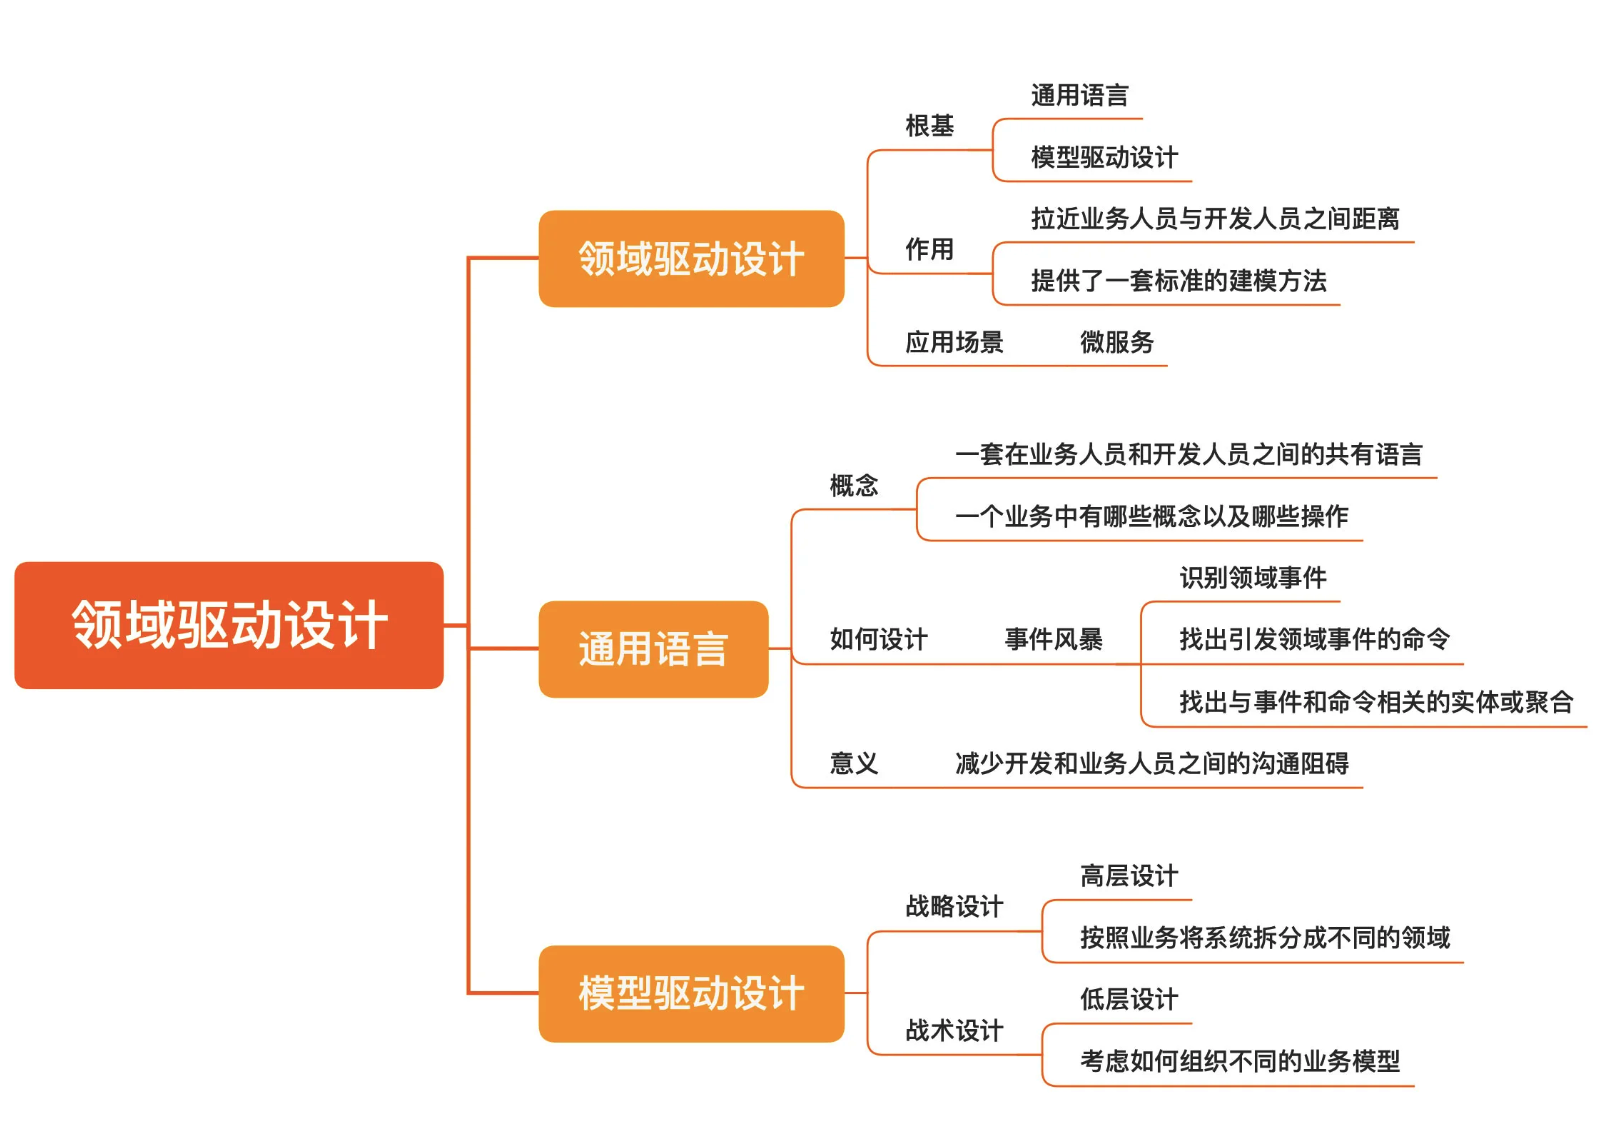 领域驱动设计
领域驱动设计
根基
通用语言
模型驱动设计
作用
拉近业务人员与开发人员之间距离
提供了一套标准的建模方法
应用场景
微服务
通用语言
概念
一套在业务人员和开发人员之间的共有语言
一个业务中有哪些概念以及哪些操作
如何设计
事件风暴
识别领域事件
找出引发领域事件的命令
找出与事件和命令相关的实体或聚合
意义
减少开发和业务人员之间的沟通阻碍
模型驱动设计
战略设计
高层设计
按照业务将系统拆分成不同的领域
战术设计
低层设计
考虑如何组织不同的业务模型